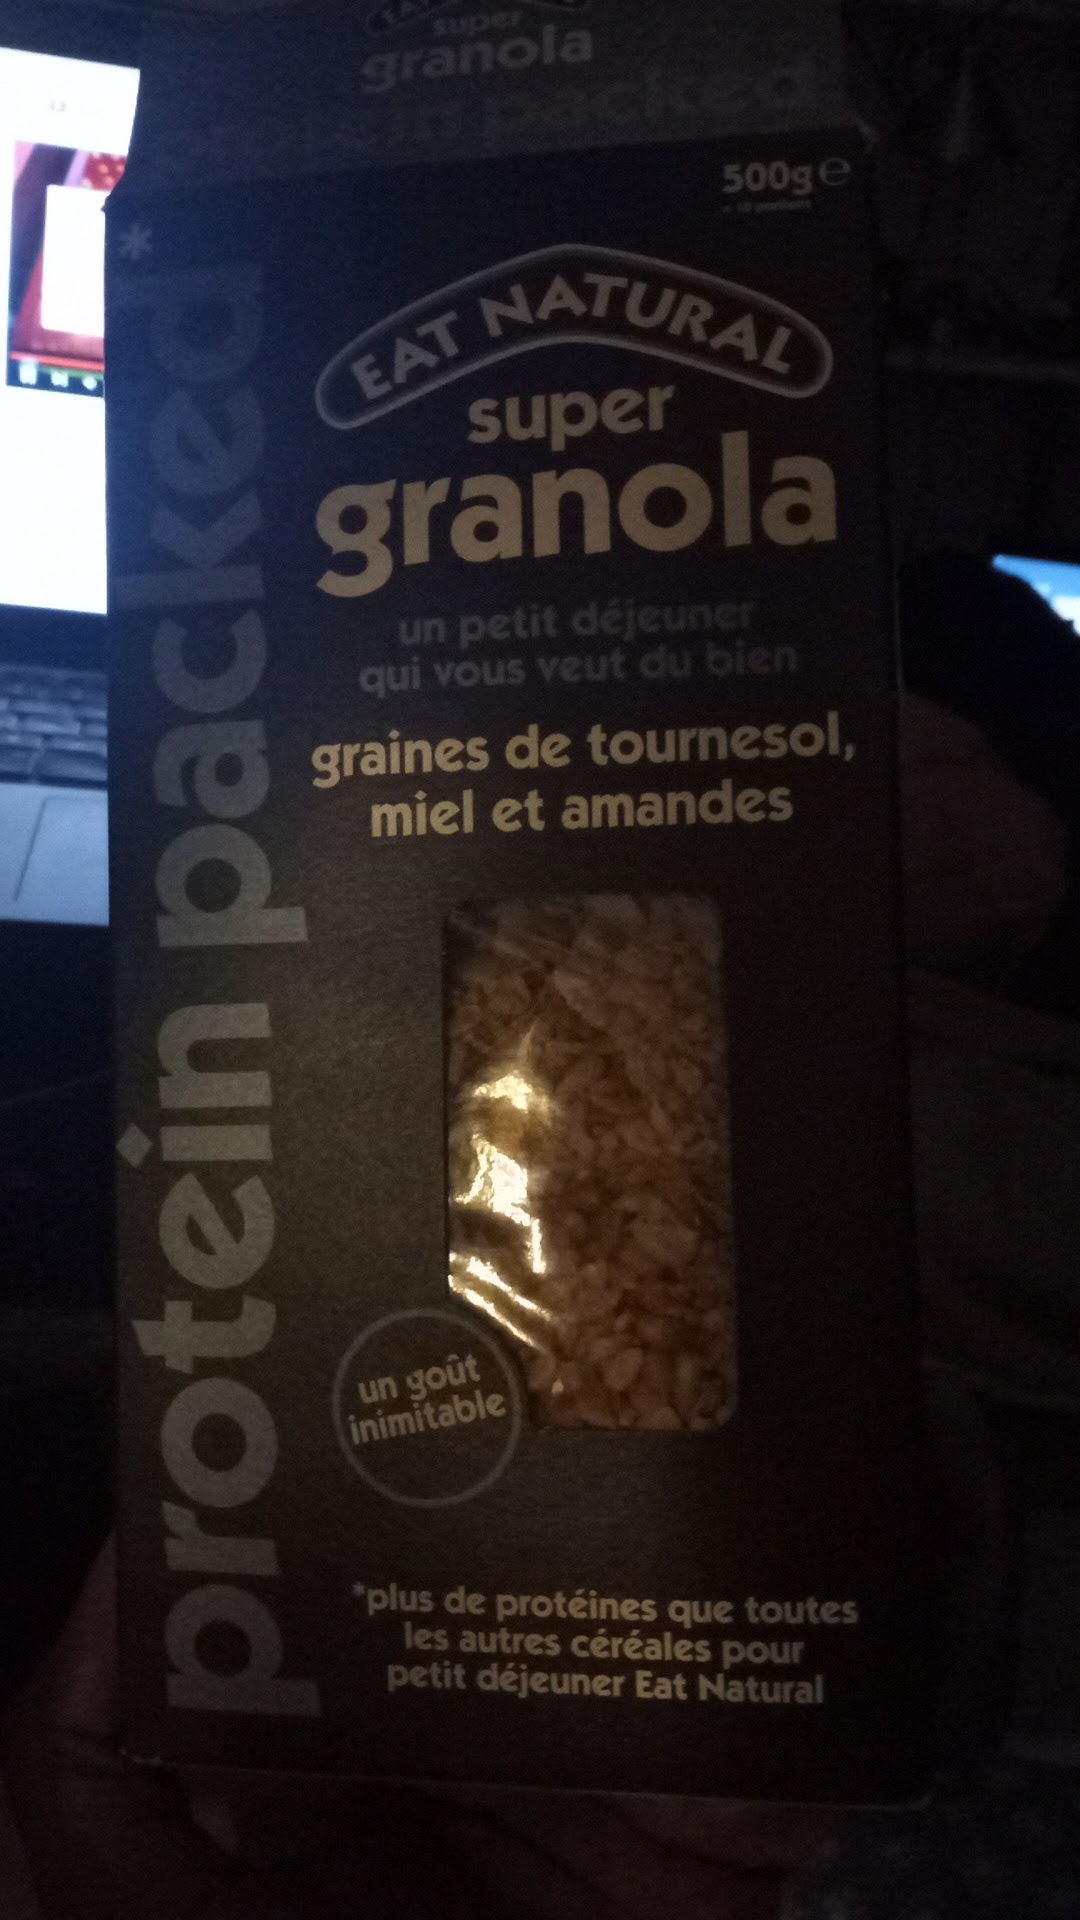 super
granola
protein packed
500g e
EAT NATURAL
super
granola
un petit déjeuner
qui vous veut du bien
graines de tournesol,
miel et amandes
protein packed*
un goût
inimitable
*plus de protéines que toutes
les autres céréales pour
petit déjeuner Eat Natural